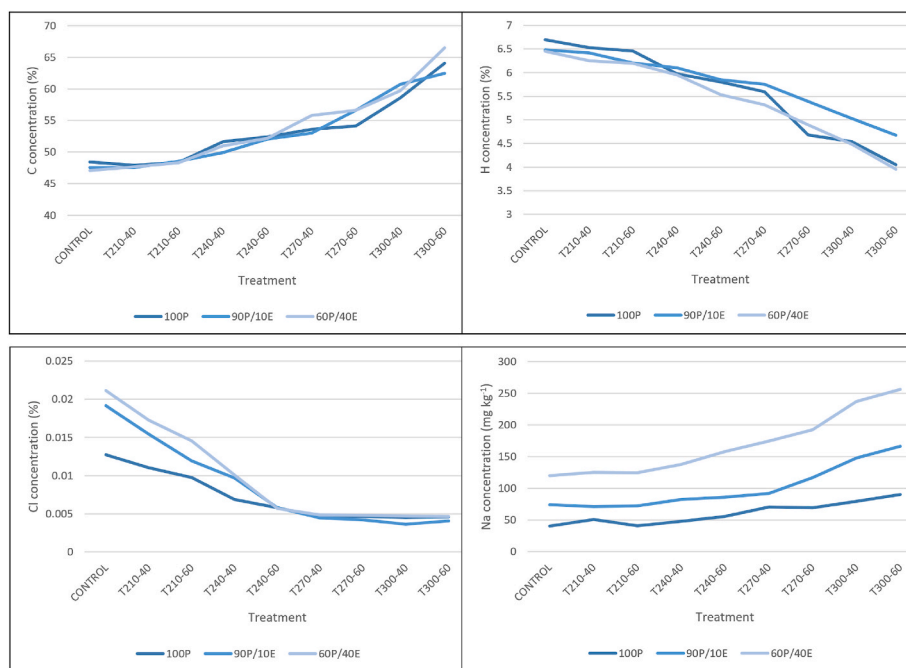 70
65
60
55
50
45
40
C concentration (%)
CONTROL
T210-40
T210-60
T240-40
T240-60
T270-40
T270-60
T300-40
T300-60
Treatment
100P 90P/10E 60P/40E
7
6.5
6
5.5
5
4.5
4
3.5
3
H concentration (%)
CONTROL
T210-40
T210-60
T240-40
T240-60
T270-40
T270-60
T300-40
T300-60
Treatment
100P 90P/10E 60P/40E
0.025
0.02
0.015
0.01
0.005
0
Cl concentration (%)
CONTROL
T210-40
T210-60
T240-40
T240-60
T270-40
T270-60
T300-40
T300-60
Treatment
100P 90P/10E 60P/40E
300
250
200
150
100
50
0
Na concentration (mg kg⁻¹)
CONTROL
T210-40
T210-60
T240-40
T240-60
T270-40
T270-60
T300-40
T300-60
Treatment
100P 90P/10E 60P/40E